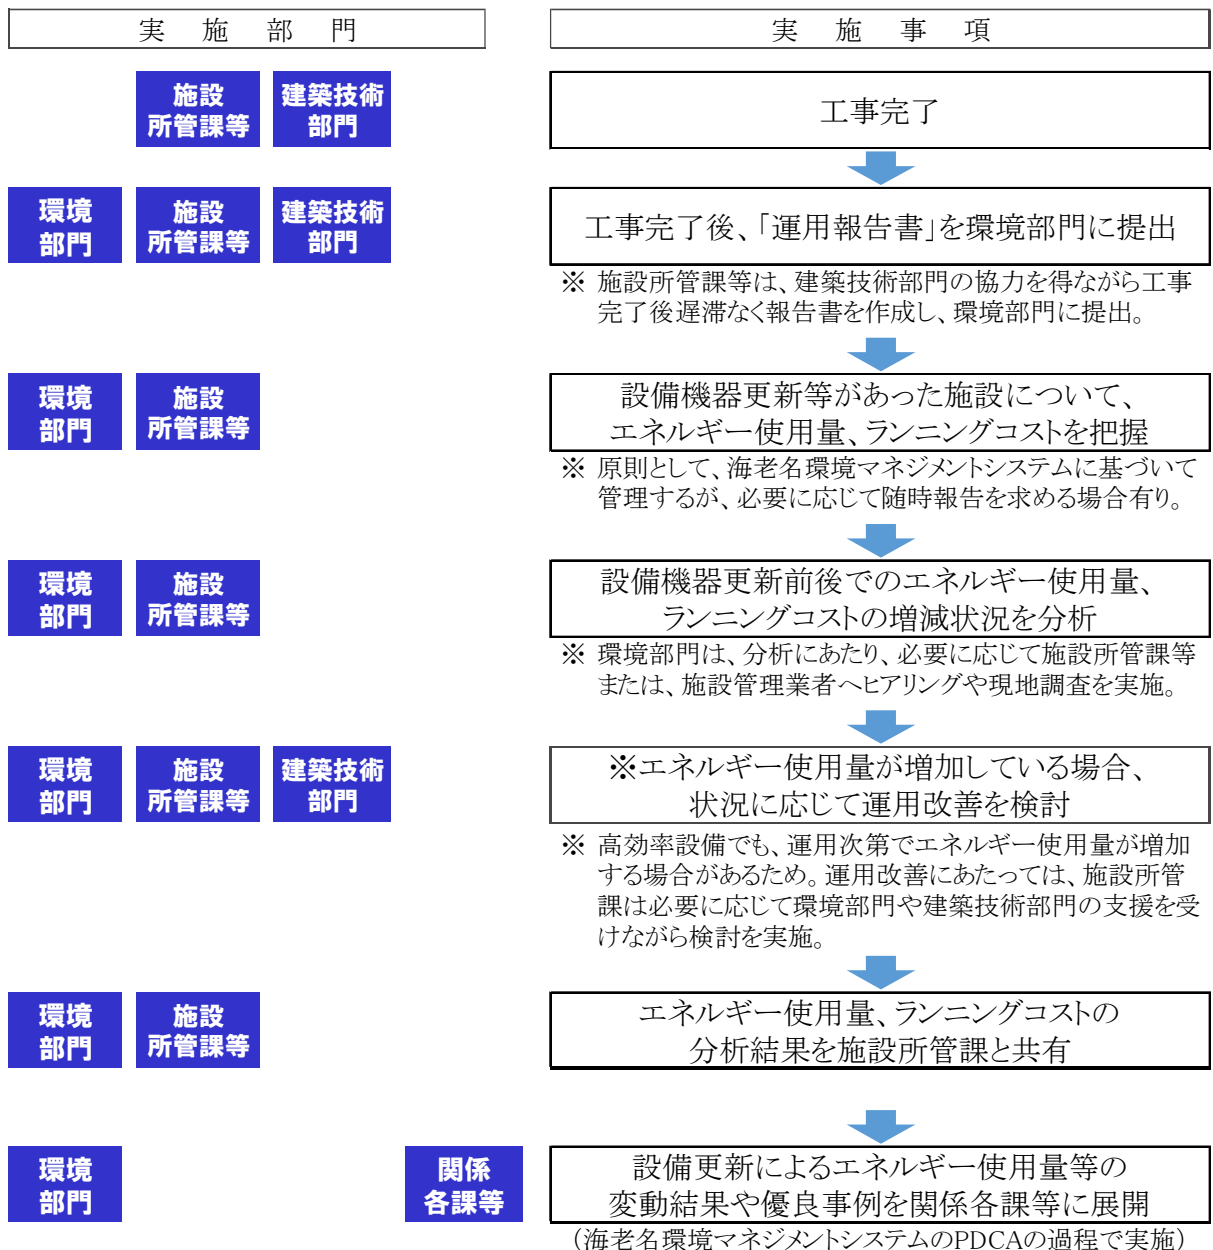 実施部門
実施事項
施設
所管課等
建築技術
部門
工事完了
環境
部門
施設
所管課等
建築技術
部門
工事完了後、「運用報告書」を環境部門に提出
※ 施設所管課等は、建築技術部門の協力を得ながら工事
完了後遅滞なく報告書を作成し、環境部門に提出。
環境
部門
施設
所管課等
設備機器更新等があった施設について、
エネルギー使用量、ランニングコストを把握
※ 原則として、海老名環境マネジメントシステムに基づいて
管理するが、必要に応じて随時報告を求める場合有り。
環境
部門
施設
所管課等
設備機器更新前後でのエネルギー使用量、
ランニングコストの増減状況を分析
※ 環境部門は、分析にあたり、必要に応じて施設所管課等
または、施設管理業者へヒアリングや現地調査を実施。
環境
部門
施設
所管課等
建築技術
部門
※エネルギー使用量が増加している場合、
状況に応じて運用改善を検討
※ 高効率設備でも、運用次第でエネルギー使用量が増加
する場合があるため。運用改善にあたっては、施設所管
課は必要に応じて環境部門や建築技術部門の支援を受
けながら検討を実施。
環境
部門
施設
所管課等
エネルギー使用量、ランニングコストの
分析結果を施設所管課と共有
環境
部門
関係
各課等
設備更新によるエネルギー使用量等の
変動結果や優良事例を関係各課等に展開
（海老名環境マネジメントシステムのPDCAの過程で実施）